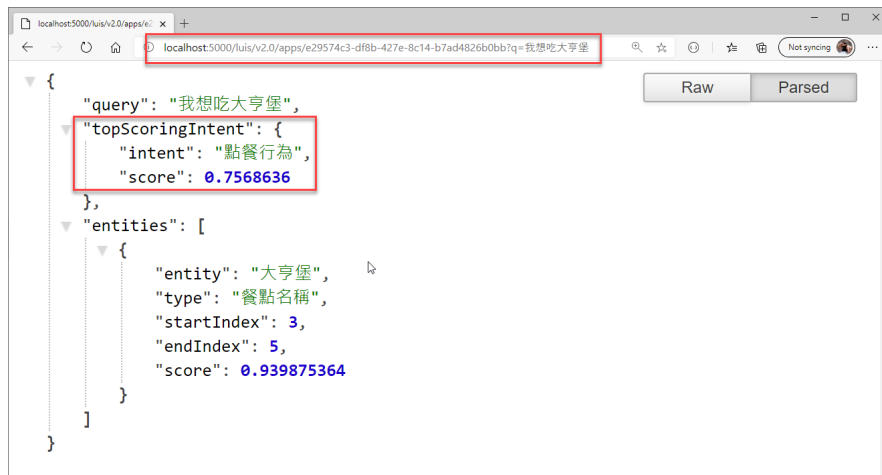 localhost:5000/luis/v2.0/apps/e2
localhost:5000/luis/v2.0/apps/e29574c3-df8b-427e-8c14-b7ad4826b0bb?q=我想吃大亨堡
Not syncing
Raw Parsed
{
"query": "我想吃大亨堡",
"topScoringIntent": {
"intent": "點餐行為",
"score": 0.7568636
},
"entities": [
{
"entity": "大亨堡",
"type": "餐點名稱",
"startIndex": 3,
"endIndex": 5,
"score": 0.939875364
}
]
}